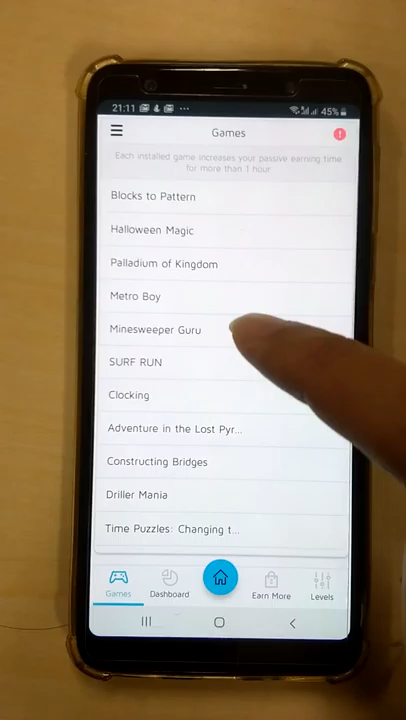 21:11 45%
Games
Each installed game increases your passive earning time
for more than 1 hour
Blocks to Pattern
Halloween Magic
Palladium of Kingdom
Metro Boy
Minesweeper Guru
SURF RUN
Clocking
Adventure in the Lost Pyr...
Constructing Bridges
Driller Mania
Time Puzzles: Changing t...
Games Dashboard Earn More Levels